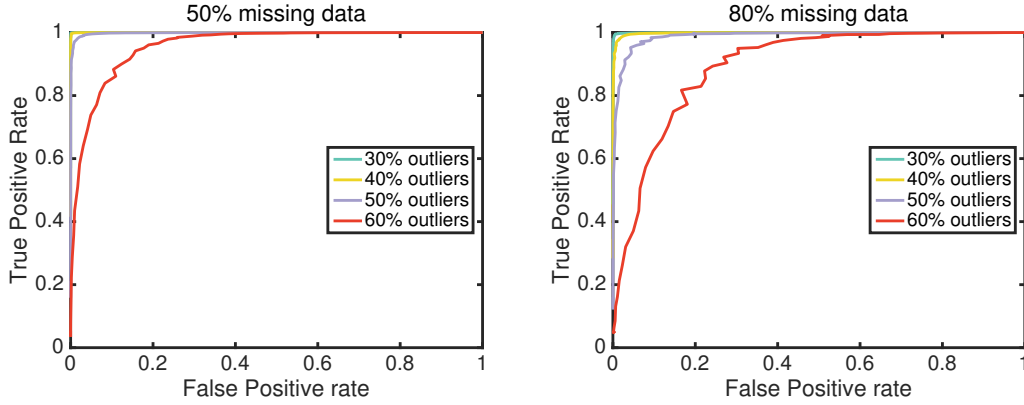 50% missing data
1
0.8
0.6
0.4
0.2
0
True Positive Rate
0
0.2
0.4
0.6
0.8
1
False Positive rate
30% outliers
40% outliers
50% outliers
60% outliers
80% missing data
1
0.8
0.6
0.4
0.2
0
True Positive Rate
0
0.2
0.4
0.6
0.8
1
False Positive rate
30% outliers
40% outliers
50% outliers
60% outliers